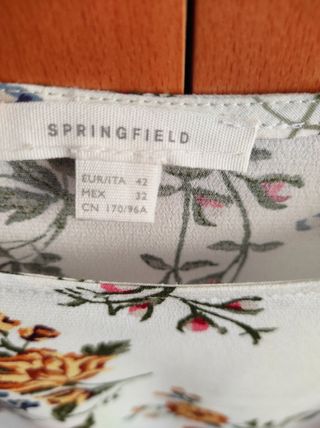 SPRINGFIELD
EUR/ITA 42
MEX 32
CN 170/96A